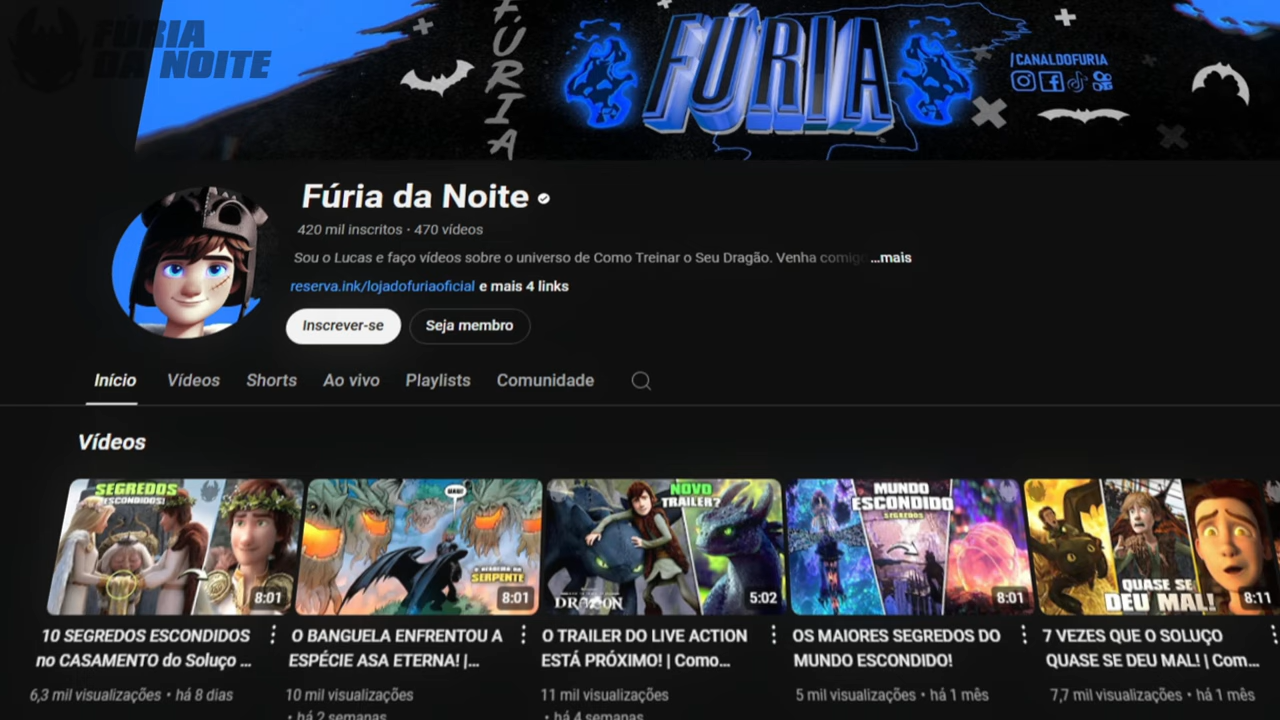 FÚRIA
DA NOITE
FÚRIA
FÚRIA
/CANALDOFURIA
Fúria da Noite
420 mil inscritos • 470 vídeos
Sou o Lucas e faço vídeos sobre o universo de Como Treinar o Seu Dragão. Venha comigo ...mais
reserva.ink/lojadofuriaoficial e mais 4 links
Inscrever-se
Seja membro
Início Vídeos Shorts Ao vivo Playlists Comunidade
Vídeos
SEGREDOS
ESCONDIDOS!
8:01
SERPENTE
8:01
NOVO
TRAILER?
DRAGON
5:02
MUNDO
ESCONDIDO
SEGREDOS
8:01
QUASE SE
DEU MAL!
8:11
10 SEGREDOS ESCONDIDOS
no CASAMENTO do Soluço ...
6,3 mil visualizações • há 8 dias
O BANGUELA ENFRENTOU A
ESPÉCIE ASA ETERNA! |...
10 mil visualizações
• há 2 semanas
O TRAILER DO LIVE ACTION
ESTÁ PRÓXIMO! | Como...
11 mil visualizações
• há 4 semanas
OS MAIORES SEGREDOS DO
MUNDO ESCONDIDO!
5 mil visualizações • há 1 mês
7 VEZES QUE O SOLUÇO
QUASE SE DEU MAL! | Com...
7,7 mil visualizações • há 1 mês